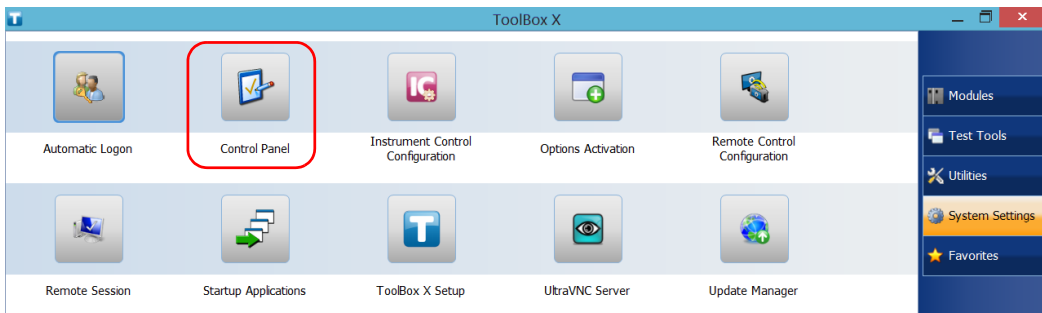 ToolBox X
Automatic Logon
Control Panel
Instrument Control
Configuration
Options Activation
Remote Control
Configuration
Remote Session
Startup Applications
ToolBox X Setup
UltraVNC Server
Update Manager
Modules
Test Tools
Utilities
System Settings
Favorites